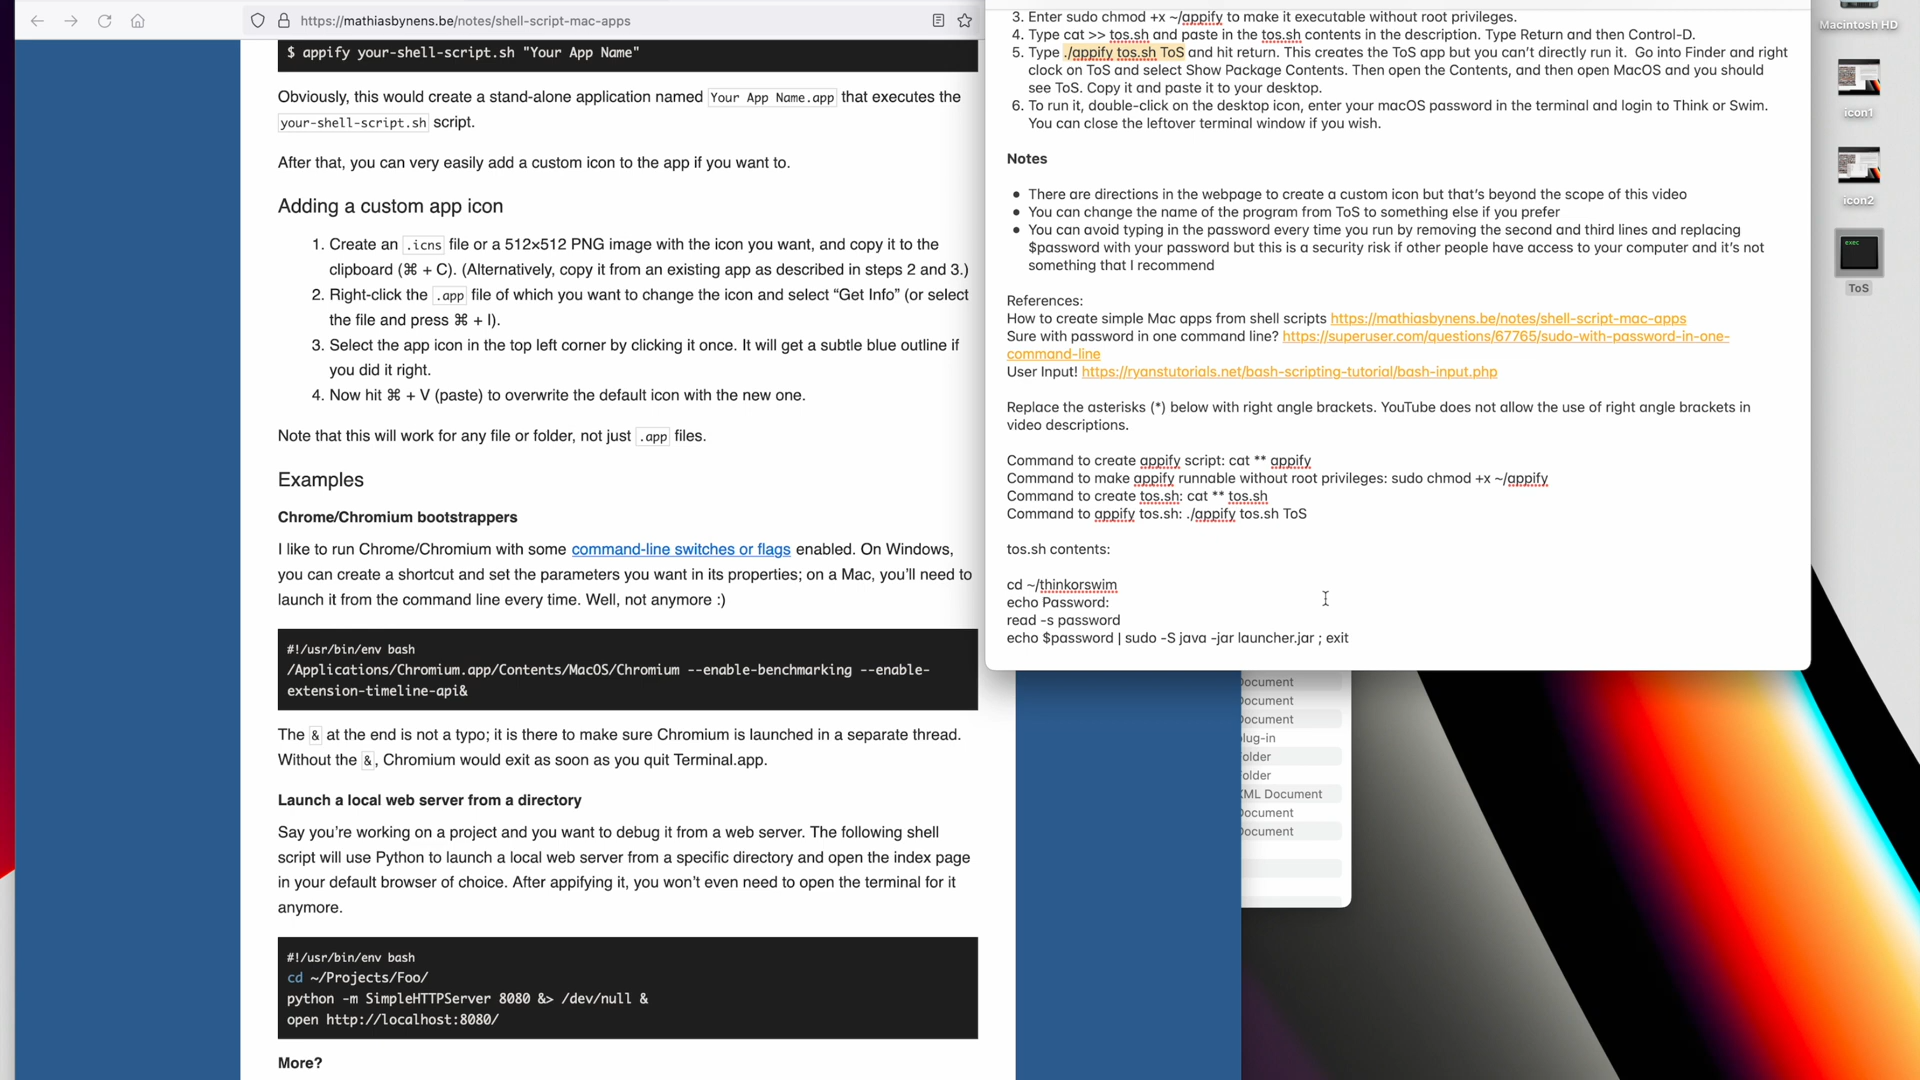 https://mathiasbynens.be/notes/shell-script-mac-apps
$ appify your-shell-script.sh "Your App Name"
Obviously, this would create a stand-alone application named Your App Name.app that executes the
your-shell-script.sh script.
After that, you can very easily add a custom icon to the app if you want to.
Adding a custom app icon
1. Create an .icns file or a 512×512 PNG image with the icon you want, and copy it to the
clipboard (⌘ + C). (Alternatively, copy it from an existing app as described in steps 2 and 3.)
2. Right-click the .app file of which you want to change the icon and select “Get Info” (or select
the file and press ⌘ + I).
3. Select the app icon in the top left corner by clicking it once. It will get a subtle blue outline if
you did it right.
4. Now hit ⌘ + V (paste) to overwrite the default icon with the new one.
Note that this will work for any file or folder, not just .app files.
Examples
Chrome/Chromium bootstrappers
I like to run Chrome/Chromium with some command-line switches or flags enabled. On Windows,
you can create a shortcut and set the parameters you want in its properties; on a Mac, you’ll need to
launch it from the command line every time. Well, not anymore :)
#!/usr/bin/env bash
/Applications/Chromium.app/Contents/MacOS/Chromium --enable-benchmarking --enable-
extension-timeline-api&
The & at the end is not a typo; it is there to make sure Chromium is launched in a separate thread.
Without the &, Chromium would exit as soon as you quit Terminal.app.
Launch a local web server from a directory
Say you’re working on a project and you want to debug it from a web server. The following shell
script will use Python to launch a local web server from a specific directory and open the index page
in your default browser of choice. After appifying it, you won’t even need to open the terminal for it
anymore.
#!/usr/bin/env bash
cd ~/Projects/Foo/
python -m SimpleHTTPServer 8080 &> /dev/null &
open http://localhost:8080/
More?
3. Enter sudo chmod +x ~/appify to make it executable without root privileges.
4. Type cat >> tos.sh and paste in the tos.sh contents in the description. Type Return and then Control-D.
5. Type ./appify tos.sh ToS and hit return. This creates the ToS app but you can’t directly run it. Go into Finder and right
clock on ToS and select Show Package Contents. Then open the Contents, and then open MacOS and you should
see ToS. Copy it and paste it to your desktop.
6. To run it, double-click on the desktop icon, enter your macOS password in the terminal and login to Think or Swim.
You can close the leftover terminal window if you wish.
Notes
• There are directions in the webpage to create a custom icon but that’s beyond the scope of this video
• You can change the name of the program from ToS to something else if you prefer
• You can avoid typing in the password every time you run by removing the second and third lines and replacing
$password with your password but this is a security risk if other people have access to your computer and it’s not
something that I recommend
References:
How to create simple Mac apps from shell scripts https://mathiasbynens.be/notes/shell-script-mac-apps
Sure with password in one command line? https://superuser.com/questions/67765/sudo-with-password-in-one-
command-line
User Input! https://ryanstutorials.net/bash-scripting-tutorial/bash-input.php
Replace the asterisks (*) below with right angle brackets. YouTube does not allow the use of right angle brackets in
video descriptions.
Command to create appify script: cat ** appify
Command to make appify runnable without root privileges: sudo chmod +x ~/appify
Command to create tos.sh: cat ** tos.sh
Command to appify tos.sh: ./appify tos.sh ToS
tos.sh contents:
cd ~/thinkorswim
echo Password:
read -s password
echo $password | sudo -S java -jar launcher.jar ; exit
Document
Document
Document
plug-in
Folder
Folder
XML Document
Document
Document
Macintosh HD
icon1
icon2
exec
ToS